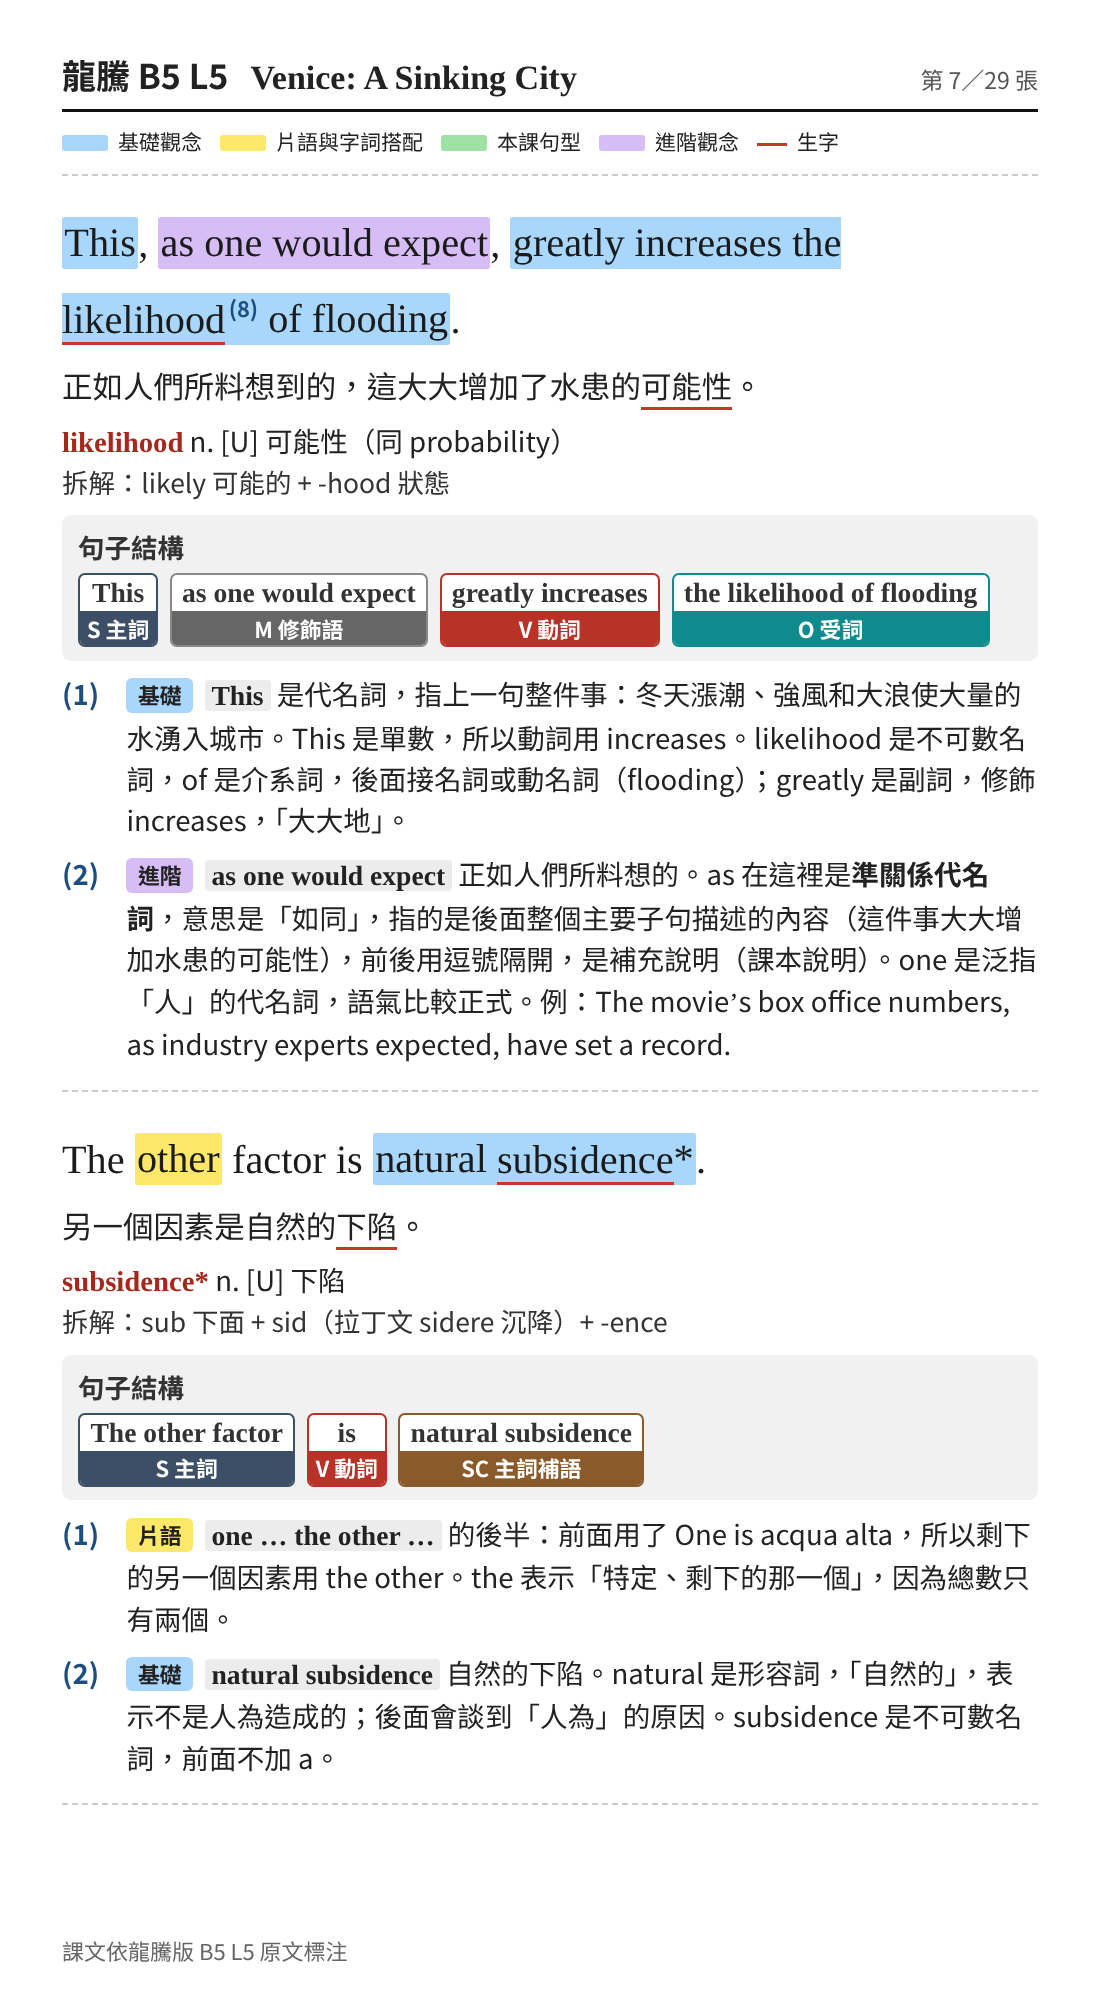 龍騰 B5 L5 Venice: A Sinking City 第 7／29 張
基礎觀念 片語與字詞搭配 本課句型 進階觀念 生字
This, as one would expect, greatly increases the
likelihood(8) of flooding.
正如人們所料想到的，這大大增加了水患的可能性。
likelihood n. [U] 可能性（同 probability）
拆解：likely 可能的 + -hood 狀態
句子結構
This as one would expect greatly increases the likelihood of flooding
S 主詞 M 修飾語 V 動詞 O 受詞
(1) 基礎 This 是代名詞，指上一句整件事：冬天漲潮、強風和大浪使大量的
水湧入城市。This 是單數，所以動詞用 increases。likelihood 是不可數名
詞，of 是介系詞，後面接名詞或動名詞（flooding）；greatly 是副詞，修飾
increases，「大大地」。
(2) 進階 as one would expect 正如人們所料想的。as 在這裡是準關係代名
詞，意思是「如同」，指的是後面整個主要子句描述的內容（這件事大大增
加水患的可能性），前後用逗號隔開，是補充說明（課本說明）。one 是泛指
「人」的代名詞，語氣比較正式。例：The movie’s box office numbers,
as industry experts expected, have set a record.
The other factor is natural subsidence*.
另一個因素是自然的下陷。
subsidence* n. [U] 下陷
拆解：sub 下面 + sid（拉丁文 sidere 沉降）+ -ence
句子結構
The other factor is natural subsidence
S 主詞 V 動詞 SC 主詞補語
(1) 片語 one … the other … 的後半：前面用了 One is acqua alta，所以剩下
的另一個因素用 the other。the 表示「特定、剩下的那一個」，因為總數只
有兩個。
(2) 基礎 natural subsidence 自然的下陷。natural 是形容詞，「自然的」，表
示不是人為造成的；後面會談到「人為」的原因。subsidence 是不可數名
詞，前面不加 a。
課文依龍騰版 B5 L5 原文標注